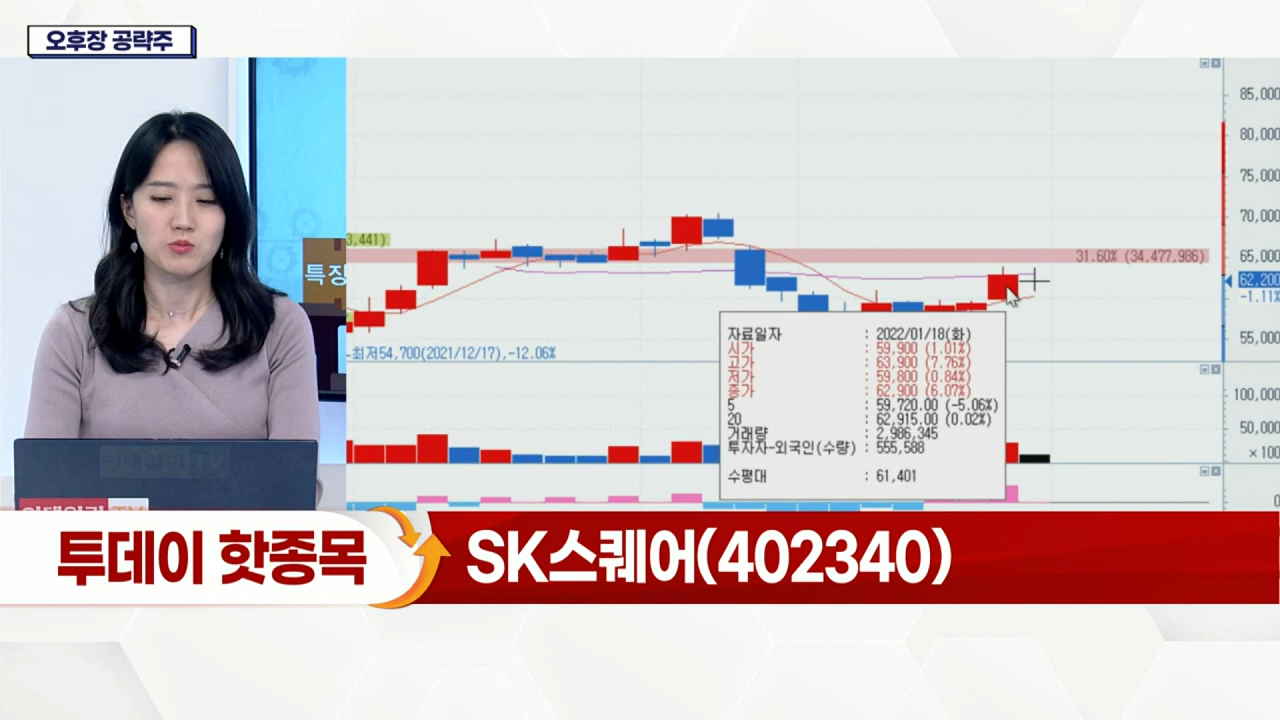 오후장 공략주
특징
3,441)
31.60% (34,477,986)
85,000
80,000
75,000
70,000
65,000
62,200
-1.11%
55,000
최저54,700(2021/12/17),-12.06%
100,000
50,000
×100
0
자료일자 : 2022/01/18(화)
시가 : 59,900 (1.01%)
고가 : 63,900 (7.76%)
저가 : 59,800 (0.84%)
종가 : 62,900 (6.07%)
5 : 59,720.00 (-5.06%)
20 : 62,915.00 (0.02%)
거래량 : 2,986,345
투자자-외국인(수량) : 555,588
수평대 : 61,401
투데이 핫종목
SK스퀘어(402340)